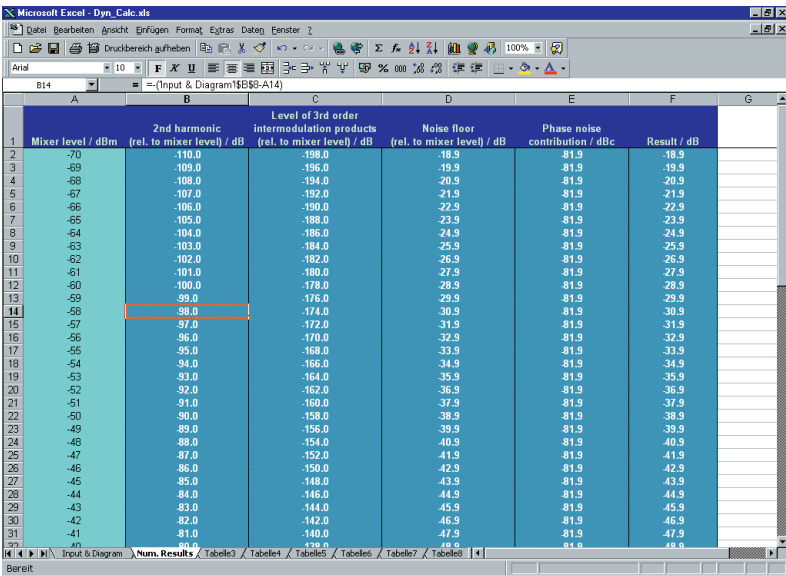 Microsoft Excel - Dyn_Calc.xls
Datei Bearbeiten Ansicht Einfügen Format Extras Daten Fenster ?
Druckbereich aufheben 100%
Arial 10 F K U % 000
B14 = =-('Input & Diagram'!$B$8-A14)
A B C D E F G
Level of 3rd order
2nd harmonic intermodulation products Noise floor Phase noise
1 Mixer level / dBm (rel. to mixer level) / dB (rel. to mixer level) / dB (rel. to mixer level) / dB contribution / dBc Result / dB
2 -70 -110.0 -198.0 -18.9 -81.9 -18.9
3 -69 -109.0 -196.0 -19.9 -81.9 -19.9
4 -68 -108.0 -194.0 -20.9 -81.9 -20.9
5 -67 -107.0 -192.0 -21.9 -81.9 -21.9
6 -66 -106.0 -190.0 -22.9 -81.9 -22.9
7 -65 -105.0 -188.0 -23.9 -81.9 -23.9
8 -64 -104.0 -186.0 -24.9 -81.9 -24.9
9 -63 -103.0 -184.0 -25.9 -81.9 -25.9
10 -62 -102.0 -182.0 -26.9 -81.9 -26.9
11 -61 -101.0 -180.0 -27.9 -81.9 -27.9
12 -60 -100.0 -178.0 -28.9 -81.9 -28.9
13 -59 -99.0 -176.0 -29.9 -81.9 -29.9
14 -58 -98.0 -174.0 -30.9 -81.9 -30.9
15 -57 -97.0 -172.0 -31.9 -81.9 -31.9
16 -56 -96.0 -170.0 -32.9 -81.9 -32.9
17 -55 -95.0 -168.0 -33.9 -81.9 -33.9
18 -54 -94.0 -166.0 -34.9 -81.9 -34.9
19 -53 -93.0 -164.0 -35.9 -81.9 -35.9
20 -52 -92.0 -162.0 -36.9 -81.9 -36.9
21 -51 -91.0 -160.0 -37.9 -81.9 -37.9
22 -50 -90.0 -158.0 -38.9 -81.9 -38.9
23 -49 -89.0 -156.0 -39.9 -81.9 -39.9
24 -48 -88.0 -154.0 -40.9 -81.9 -40.9
25 -47 -87.0 -152.0 -41.9 -81.9 -41.9
26 -46 -86.0 -150.0 -42.9 -81.9 -42.9
27 -45 -85.0 -148.0 -43.9 -81.9 -43.9
28 -44 -84.0 -146.0 -44.9 -81.9 -44.9
29 -43 -83.0 -144.0 -45.9 -81.9 -45.9
30 -42 -82.0 -142.0 -46.9 -81.9 -46.9
31 -41 -81.0 -140.0 -47.9 -81.9 -47.9
Input & Diagram Num. Results Tabelle3 Tabelle4 Tabelle5 Tabelle6 Tabelle7 Tabelle8
Bereit